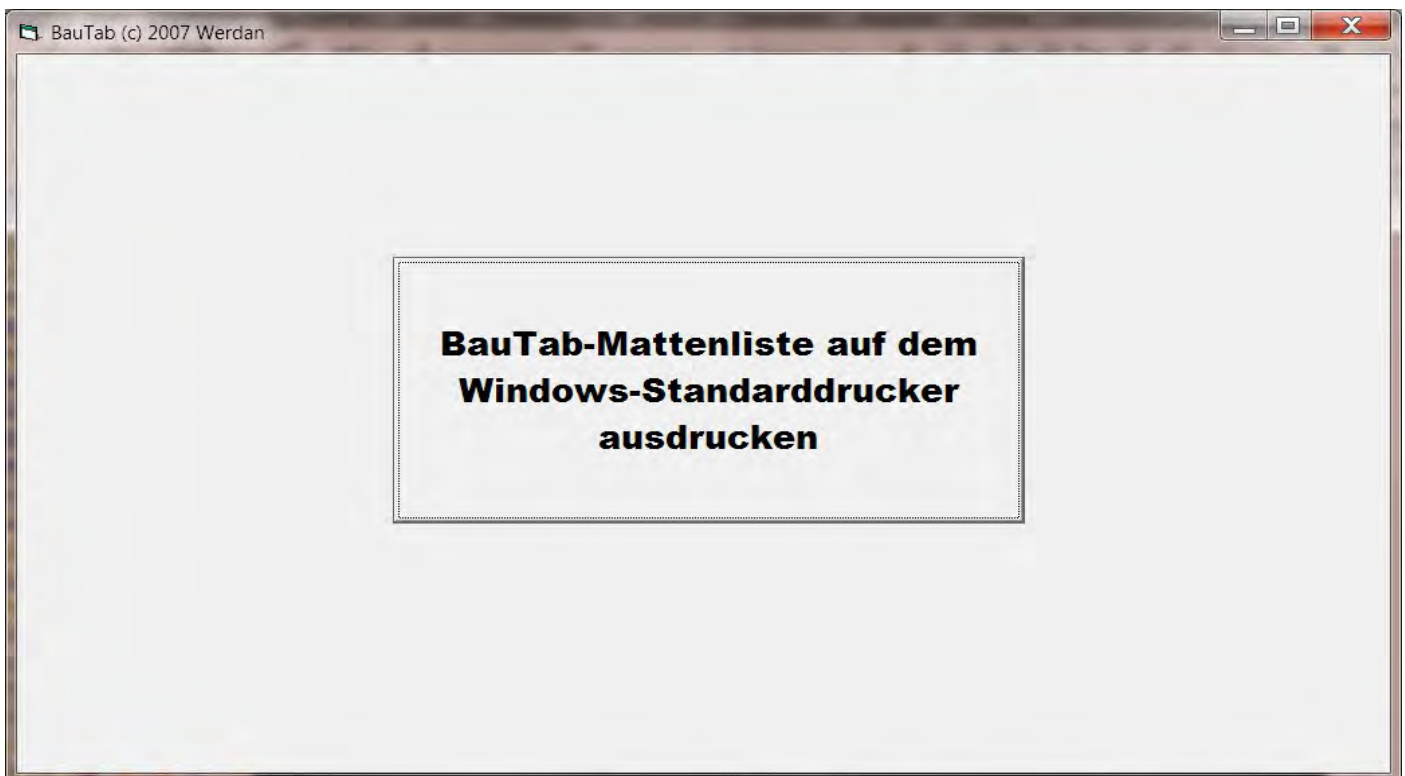 BauTab (c) 2007 Werdan
BauTab-Mattenliste auf dem
Windows-Standarddrucker
ausdrucken